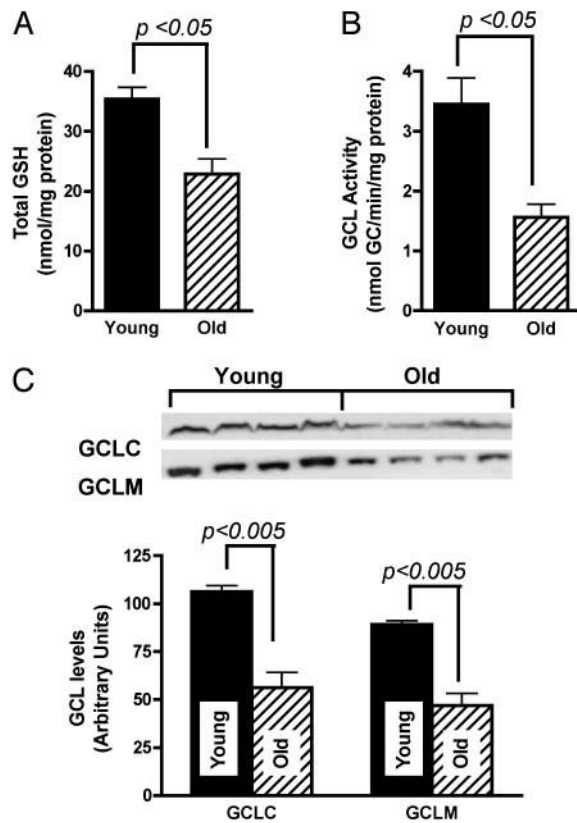 A
p <0.05
Total GSH
(nmol/mg protein)
40
30
20
10
0
Young Old
B
p <0.05
GCL Activity
(nmol GC/min/mg protein)
4
3
2
1
0
Young Old
C
Young Old
GCLC
GCLM
p<0.005
p<0.005
GCL levels
(Arbitrary Units)
125
100
75
50
25
0
Young
Old
Young
Old
GCLC GCLM